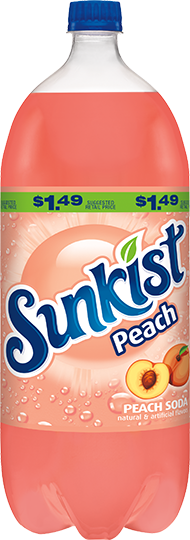 $1.49 SUGGESTED RETAIL PRICE $1.49 SUGGESTED RETAIL PRICE
Sunkist
Peach
PEACH SODA
natural & artificial flavor